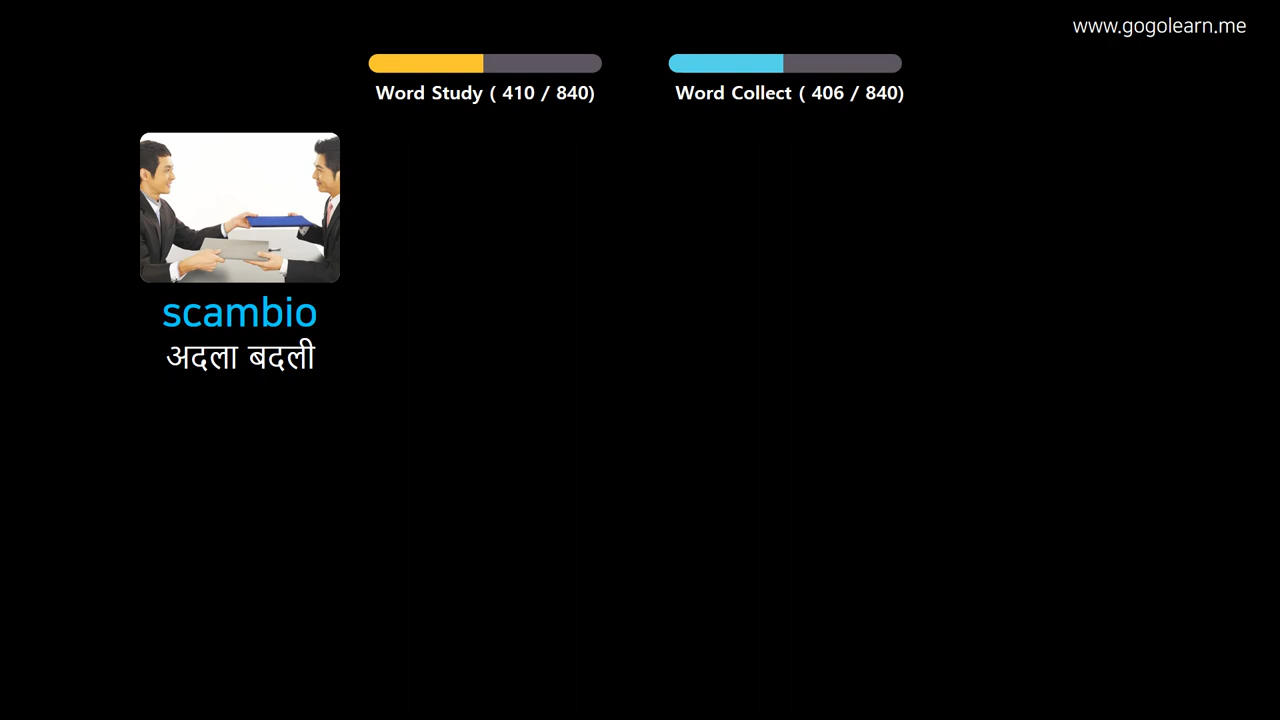 www.gogolearn.me
Word Study ( 410 / 840)
Word Collect ( 406 / 840)
scambio
अदला बदली